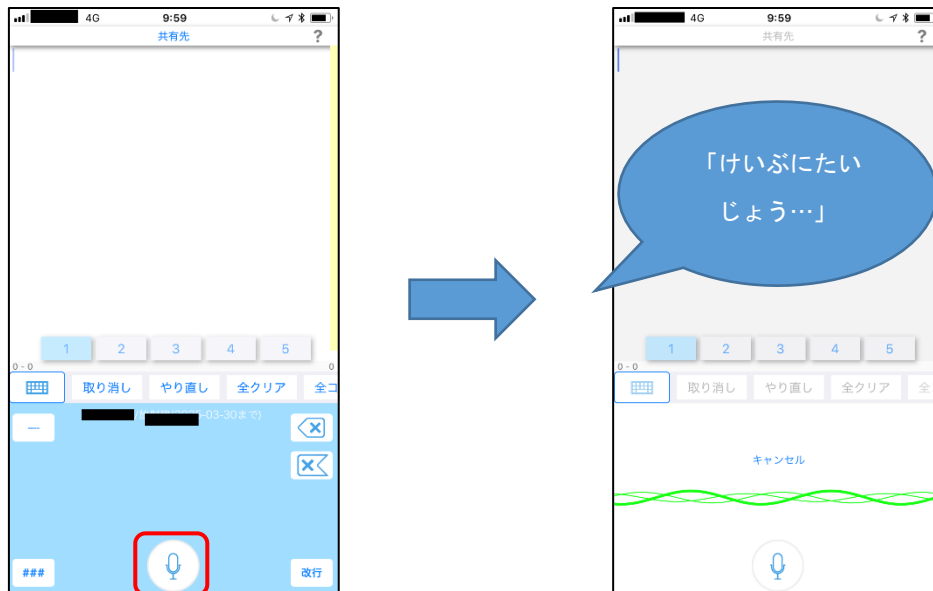 4G 9:59
共有先 ?
1 2 3 4 5
0 - 0 0
取り消し やり直し 全クリア 全コ
-03-30まで)
###
改行
4G 9:59
共有先 ?
「けいぶにたい
じょう…」
1 2 3 4 5
0 - 0
取り消し やり直し 全クリア 全
キャンセル